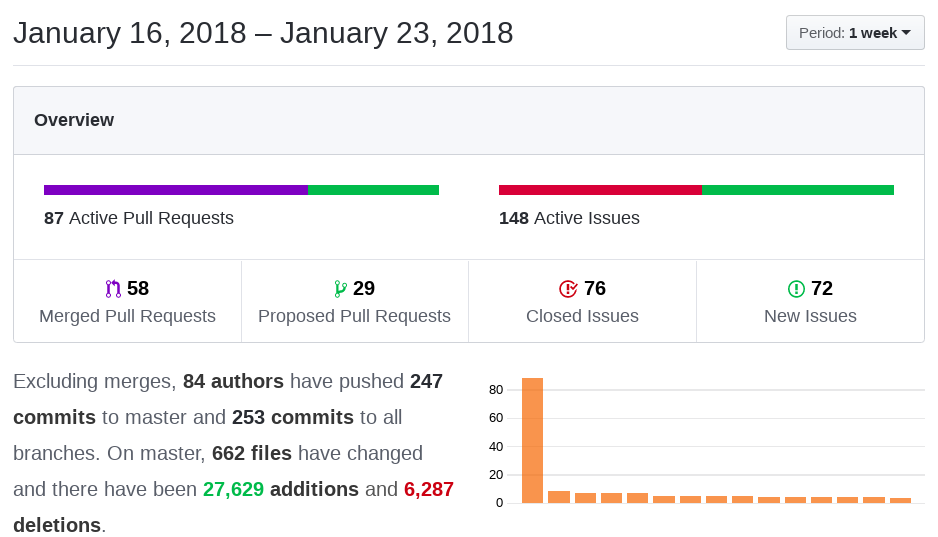 January 16, 2018 – January 23, 2018
Period: 1 week
Overview
87 Active Pull Requests
148 Active Issues
58
Merged Pull Requests
29
Proposed Pull Requests
76
Closed Issues
72
New Issues
Excluding merges, 84 authors have pushed 247
commits to master and 253 commits to all
branches. On master, 662 files have changed
and there have been 27,629 additions and 6,287
deletions.
80
60
40
20
0